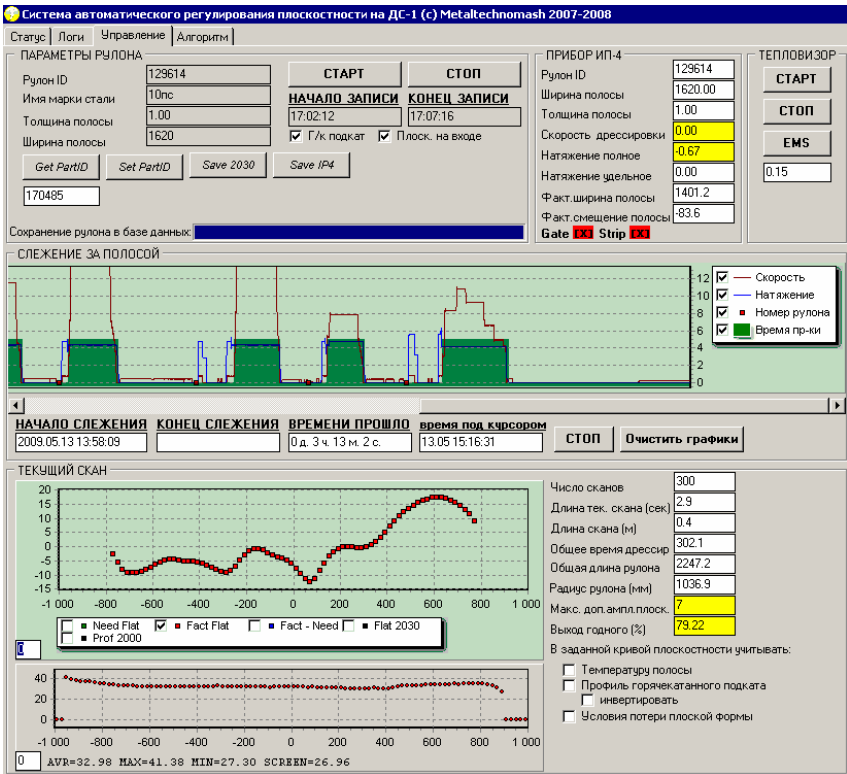 Система автоматического регулирования плоскостности на ДС-1 (c) Metaltechnomash 2007-2008
Статус Логи Управление Алгоритм
ПАРАМЕТРЫ РУЛОНА
Рулон ID 129614
Имя марки стали 10пс
Толщина полосы 1.00
Ширина полосы 1620
СТАРТ СТОП
НАЧАЛО ЗАПИСИ КОНЕЦ ЗАПИСИ
17:02:12 17:07:16
Г/к подкат Плоск. на входе
Get PartID Set PartID Save 2030 Save IP4
170485
Сохранение рулона в базе данных:
ПРИБОР ИП-4
Рулон ID 129614
Ширина полосы 1620.00
Толщина полосы 1.00
Скорость дрессировки 0.00
Натяжение полное -0.67
Натяжение удельное 0.00
Факт.ширина полосы 1401.2
Факт.смещение полосы -83.6
Gate [X] Strip [X]
ТЕПЛОВИЗОР
СТАРТ
СТОП
EMS
0.15
СЛЕЖЕНИЕ ЗА ПОЛОСОЙ
12
10
8
6
4
2
0
Скорость
Натяжение
Номер рулона
Время пр-ки
НАЧАЛО СЛЕЖЕНИЯ КОНЕЦ СЛЕЖЕНИЯ ВРЕМЕНИ ПРОШЛО время под курсором
2009.05.13 13:58:09 0 д. 3 ч. 13 м. 2 с. 13.05 15:16:31
СТОП Очистить графики
ТЕКУЩИЙ СКАН
20
15
10
5
0
-5
-10
-15
-1 000 -800 -600 -400 -200 0 200 400 600 800 1 000
Need Flat Fact Flat Fact - Need Flat 2030
Prof 2000
0
40
20
0
-1 000 -800 -600 -400 -200 0 200 400 600 800 1 000
0 AVR=32.98 MAX=41.38 MIN=27.30 SCREEN=26.96
Число сканов 300
Длина тек. скана (сек) 2.9
Длина скана (м) 0.4
Общее время дрессир 302.1
Общая длина рулона 2247.2
Радиус рулона (мм) 1036.9
Макс. доп.ампл.плоск. 7
Выход годного (%) 79.22
В заданной кривой плоскостности учитывать:
Температуру полосы
Профиль горячекатанного подката
инвертировать
Условия потери плоской формы